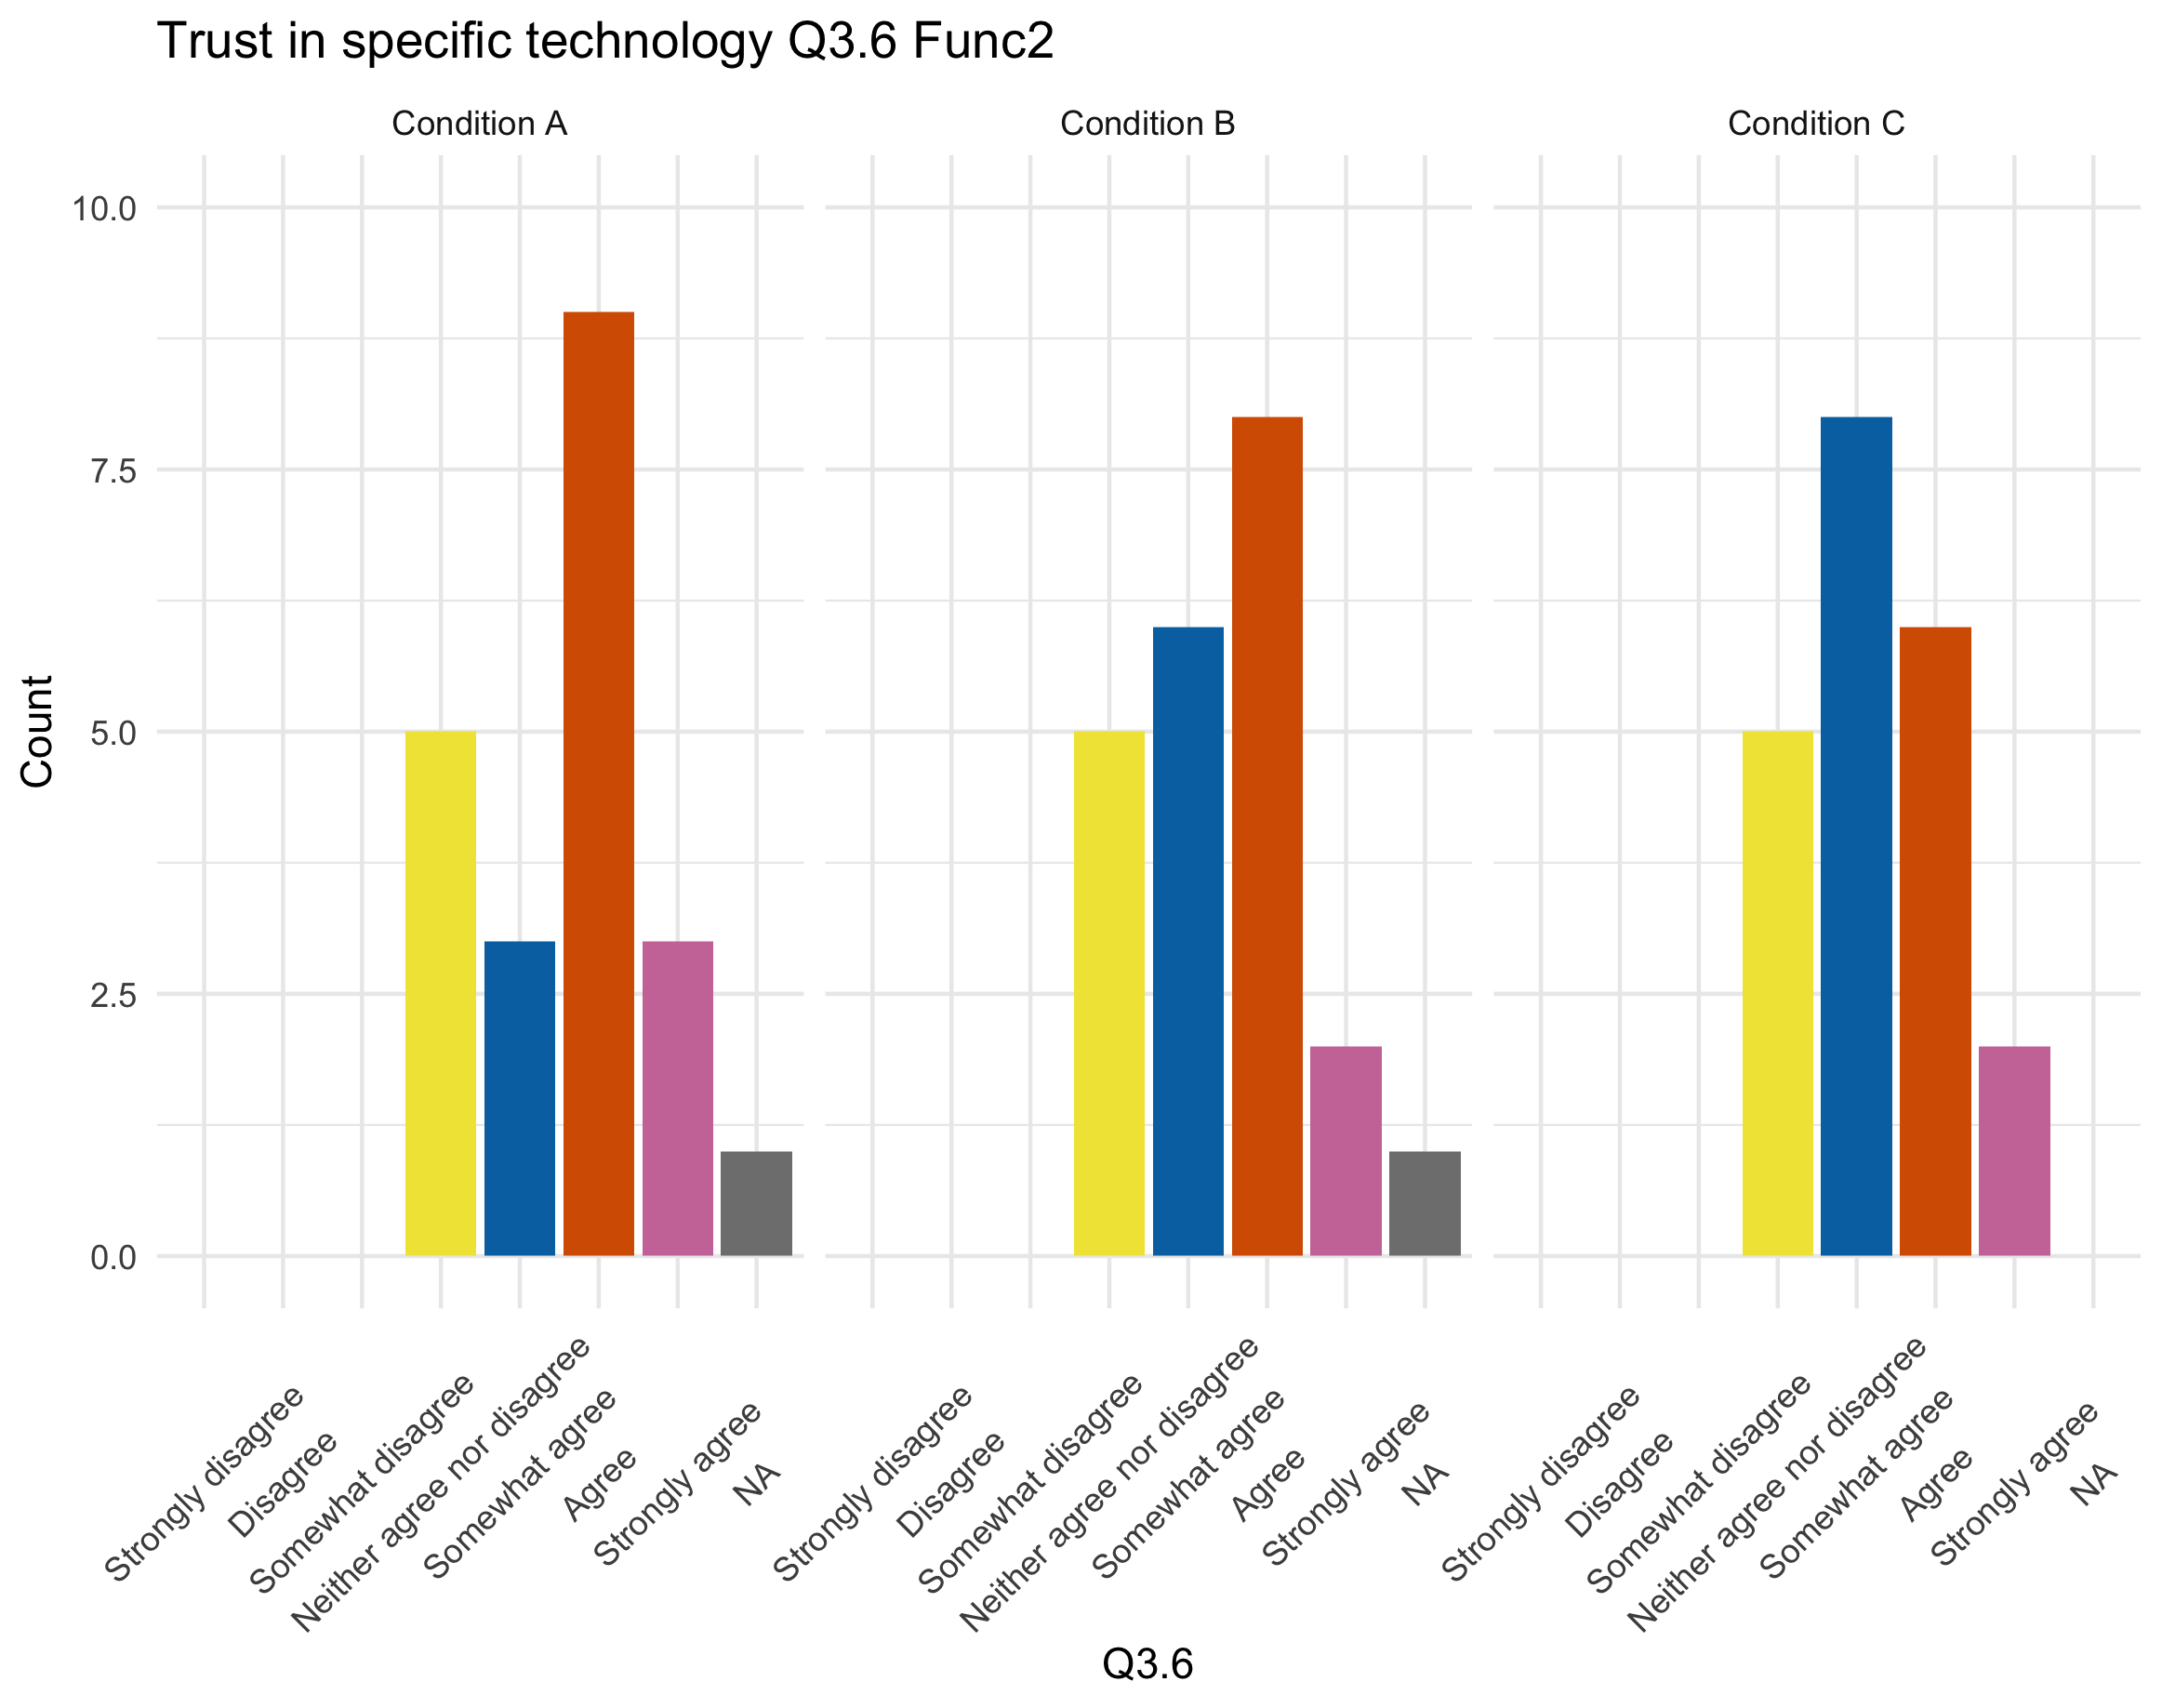 Trust in specific technology Q3.6 Func2
Condition A
Condition B
Condition C
Count
10.0
7.5
5.0
2.5
0.0
Strongly disagree
Disagree
Somewhat disagree
Neither agree nor disagree
Somewhat agree
Agree
Strongly agree
NA
Strongly disagree
Disagree
Somewhat disagree
Neither agree nor disagree
Somewhat agree
Agree
Strongly agree
NA
Strongly disagree
Disagree
Somewhat disagree
Neither agree nor disagree
Somewhat agree
Agree
Strongly agree
NA
Q3.6